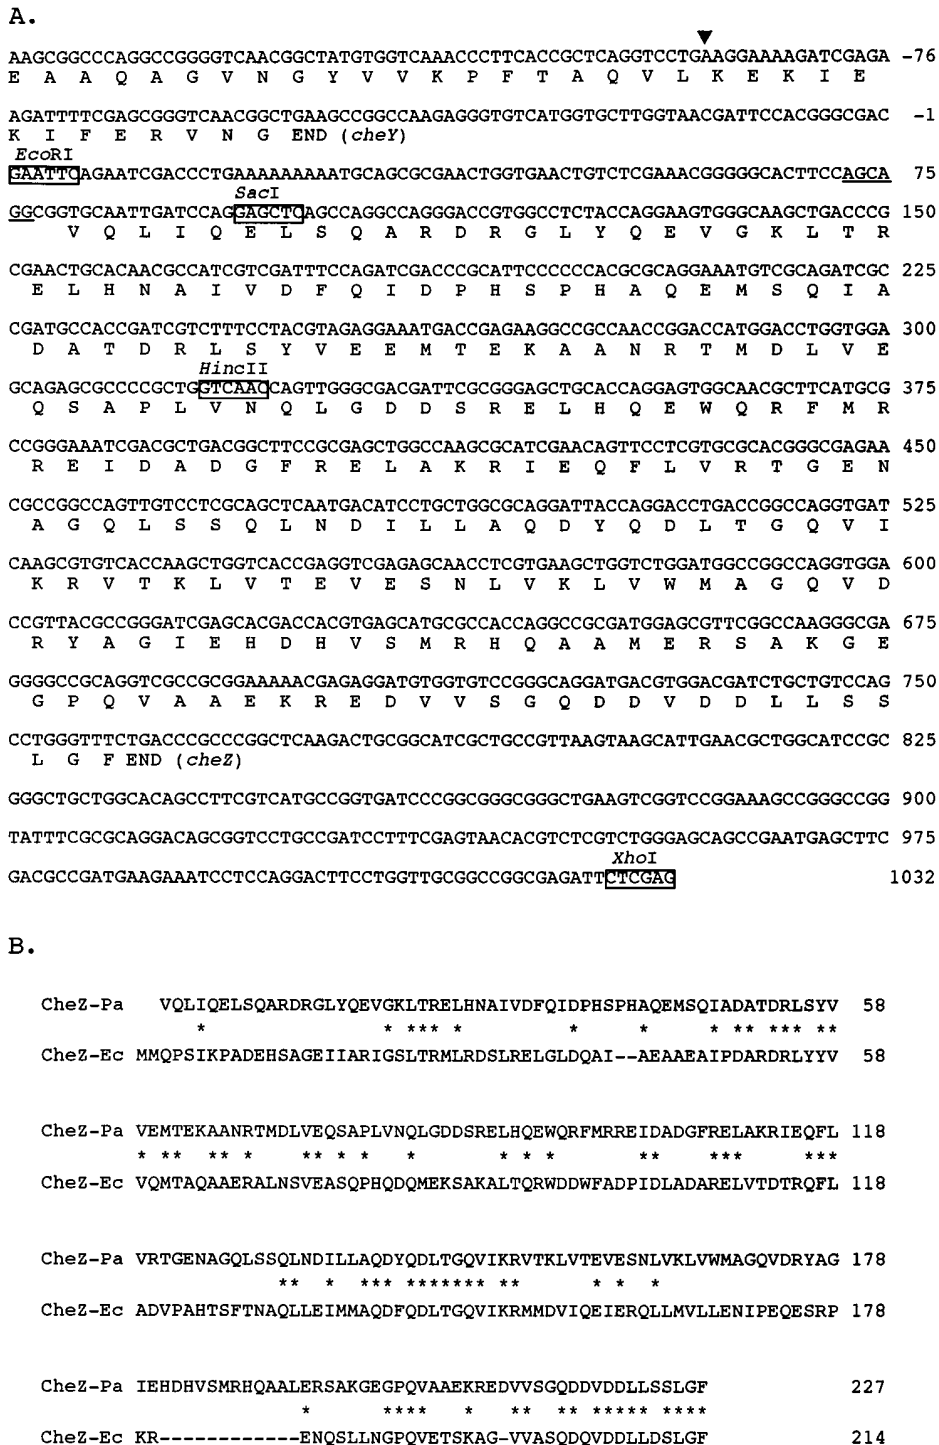 A.
AAGCGGCCCAGGCCGGGGTCAACGGCTATGTGGTCAAACCCTTCACCGCTCAGGTCCTGAAGGAAAAGATCGAGA -76
E A A Q A G V N G Y V V K P F T A Q V L K E K I E
AGATTTTCGAGCGGGTCAACGGCTGAAGCCGGCCAAGAGGGTGTCATGGTGCTTGGTAACGATTCCACGGGCGAC -1
K I F E R V N G END (cheY)
EcoRI
GAATTCAGAATCGACCCTGAAAAAAAAATGCAGCGCGAACTGGTGAACTGTCTCGAAACGGGGGCACTTCCAGCA 75
SacI
GGCGGTGCAATTGATCCAGGAGCTCAGCCAGGCCAGGGACCGTGGCCTCTACCAGGAAGTGGGCAAGCTGACCCG 150
V Q L I Q E L S Q A R D R G L Y Q E V G K L T R
CGAACTGCACAACGCCATCGTCGATTTCCAGATCGACCCGCATTCCCCCCACGCGCAGGAAATGTCGCAGATCGC 225
E L H N A I V D F Q I D P H S P H A Q E M S Q I A
CGATGCCACCGATCGTCTTTCCTACGTAGAGGAAATGACCGAGAAGGCCGCCAACCGGACCATGGACCTGGTGGA 300
D A T D R L S Y V E E M T E K A A N R T M D L V E
HincII
GCAGAGCGCCCCGCTGGTCAACCAGTTGGGCGACGATTCGCGGGAGCTGCACCAGGAGTGGCAACGCTTCATGCG 375
Q S A P L V N Q L G D D S R E L H Q E W Q R F M R
CCGGGAAATCGACGCTGACGGCTTCCGCGAGCTGGCCAAGCGCATCGAACAGTTCCTCGTGCGCACGGGCGAGAA 450
R E I D A D G F R E L A K R I E Q F L V R T G E N
CGCCGGCCAGTTGTCCTCGCAGCTCAATGACATCCTGCTGGCGCAGGATTACCAGGACCTGACCGGCCAGGTGAT 525
A G Q L S S Q L N D I L L A Q D Y Q D L T G Q V I
CAAGCGTGTCACCAAGCTGGTCACCGAGGTCGAGAGCAACCTCGTGAAGCTGGTCTGGATGGCCGGCCAGGTGGA 600
K R V T K L V T E V E S N L V K L V W M A G Q V D
CCGTTACGCCGGGATCGAGCACGACCACGTGAGCATGCGCCACCAGGCCGCGATGGAGCGTTCGGCCAAGGGCGA 675
R Y A G I E H D H V S M R H Q A A M E R S A K G E
GGGGCCGCAGGTCGCCGCGGAAAAACGAGAGGATGTGGTGTCCGGGCAGGATGACGTGGACGATCTGCTGTCCAG 750
G P Q V A A E K R E D V V S G Q D D V D D L L S S
CCTGGGTTTCTGACCCGCCCGGCTCAAGACTGCGGCATCGCTGCCGTTAAGTAAGCATTGAACGCTGGCATCCGC 825
L G F END (cheZ)
GGGCTGCTGGCACAGCCTTCGTCATGCCGGTGATCCCGGCGGGCGGGCTGAAGTCGGTCCGGAAAGCCGGGCCGG 900
TATTTCGCGCAGGACAGCGGTCCTGCCGATCCTTTCGAGTAACACGTCTCGTCTGGGAGCAGCCGAATGAGCTTC 975
XhoI
GACGCCGATGAAGAAATCCTCCAGGACTTCCTGGTTGCGGCCGGCGAGATTCTCGAG 1032
B.
CheZ-Pa VQLIQELSQARDRGLYQEVGKLTRELHNAIVDFQIDPHSPHAQEMSQIADATDRLSYV 58
* * *** * * * * ** *** **
CheZ-Ec MMQPSIKPADEHSAGEIIARIGSLTRMLRDSLRELGLDQAI--AEAAEAIPDARDRLYYV 58
CheZ-Pa VEMTEKAANRTMDLVEQSAPLVNQLGDDSRELHQEWQRFMRREIDADGFRELAKRIEQFL 118
* ** ** * ** * * * * * * ** *** ***
CheZ-Ec VQMTAQAAERALNSVEASQPHQDQMEKSAKALTQRWDDWFADPIDLADARELVTDTRQFL 118
CheZ-Pa VRTGENAGQLSSQLNDILLAQDYQDLTGQVIKRVTKLVTEVESNLVKLVWMAGQVDRYAG 178
** * *** ******* ** * * *
CheZ-Ec ADVPAHTSFTNAQLLEIMMAQDFQDLTGQVIKRMMDVIQEIERQLLMVLLENIPEQESRP 178
CheZ-Pa IEHDHVSMRHQAALERSAKGEGPQVAAEKREDVVSGQDDVDDLLSSLGF 227
* **** * ** ** ***** ****
CheZ-Ec KR------------ENQSLLNGPQVETSKAG-VVASQDQVDDLLDSLGF 214